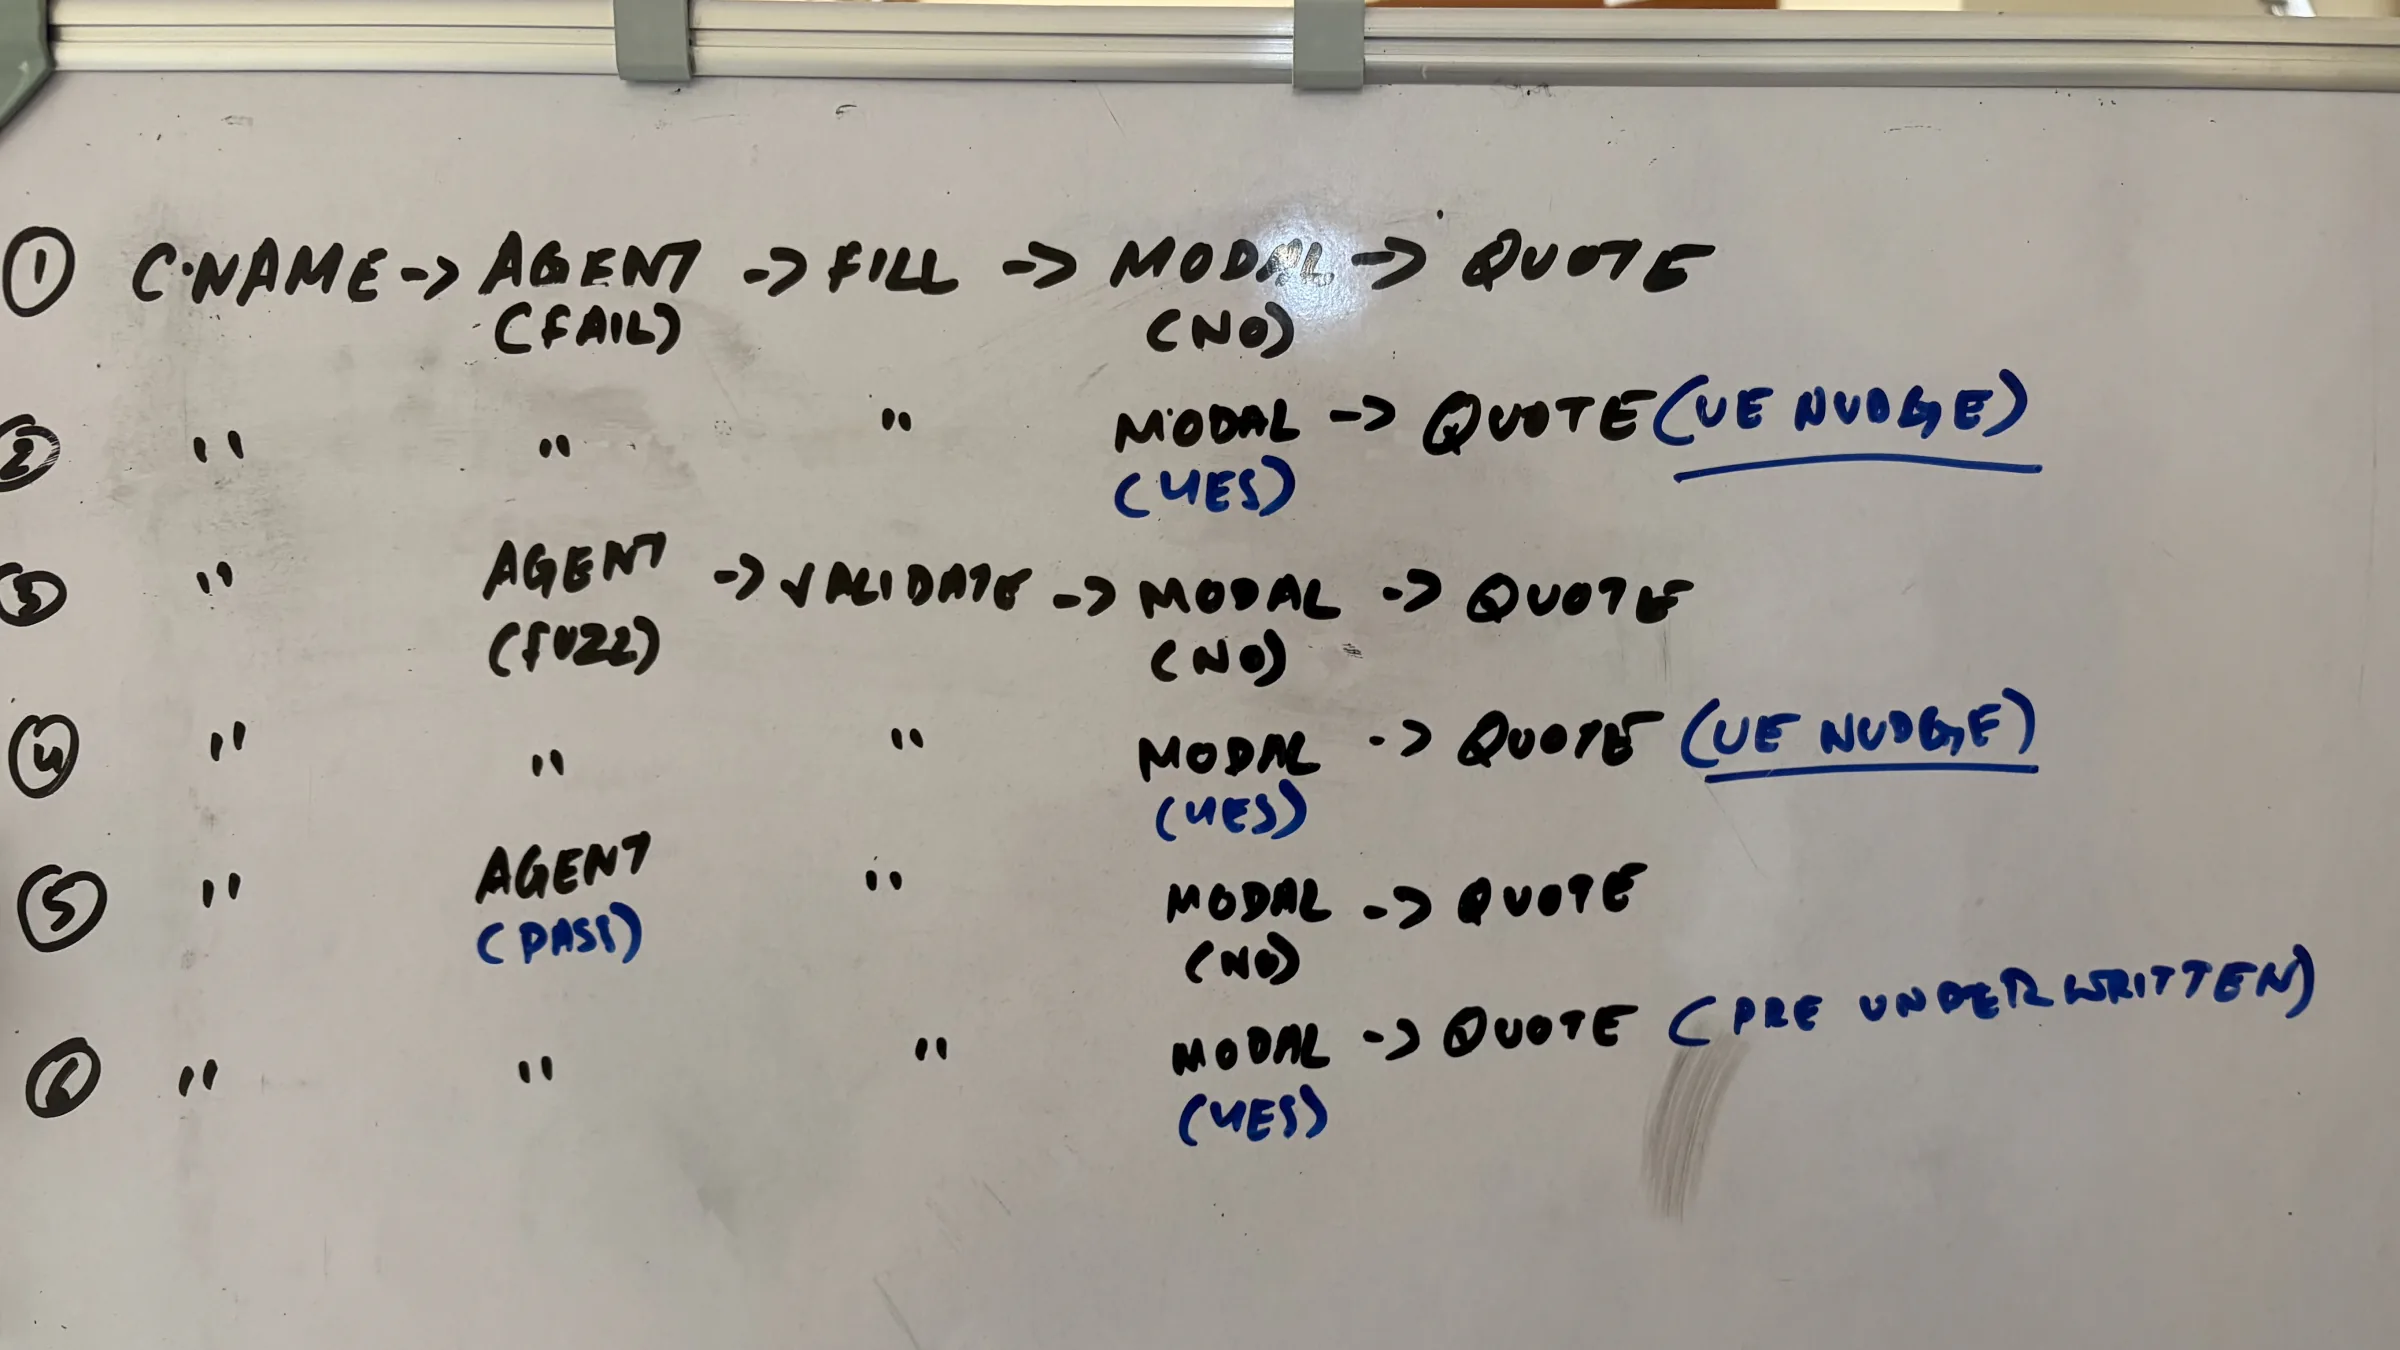 ① C.NAME -> AGENT -> FILL -> MODAL -> QUOTE
(FAIL) (NO)
② " " " MODAL -> QUOTE (UE NUDGE)
(YES)
③ " AGENT -> VALIDATE -> MODAL -> QUOTE
(FUZZ) (NO)
④ " " " MODAL -> QUOTE (UE NUDGE)
(YES)
⑤ " AGENT " MODAL -> QUOTE
(PASS) (NO)
⑥ " " " MODAL -> QUOTE (PRE UNDERWRITTEN)
(YES)